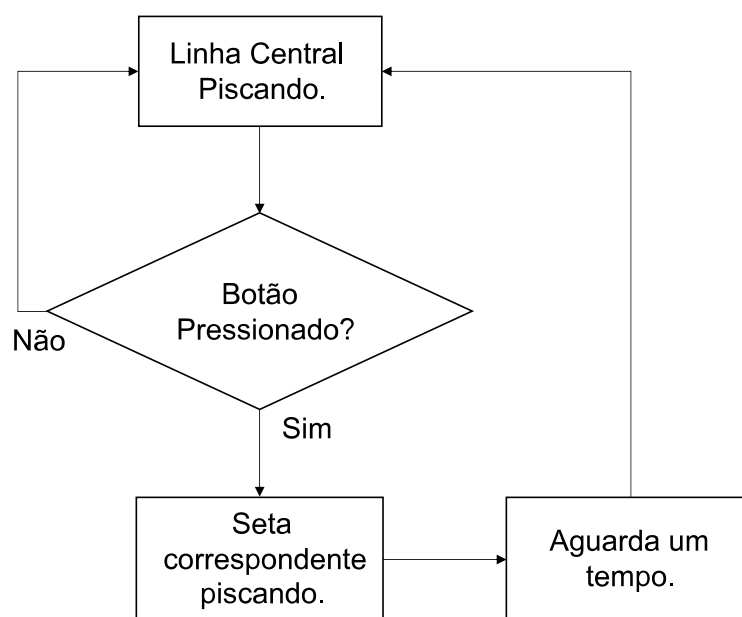 Linha Central
Piscando.
Botão
Pressionado?
Não
Sim
Seta
correspondente
piscando.
Aguarda um
tempo.